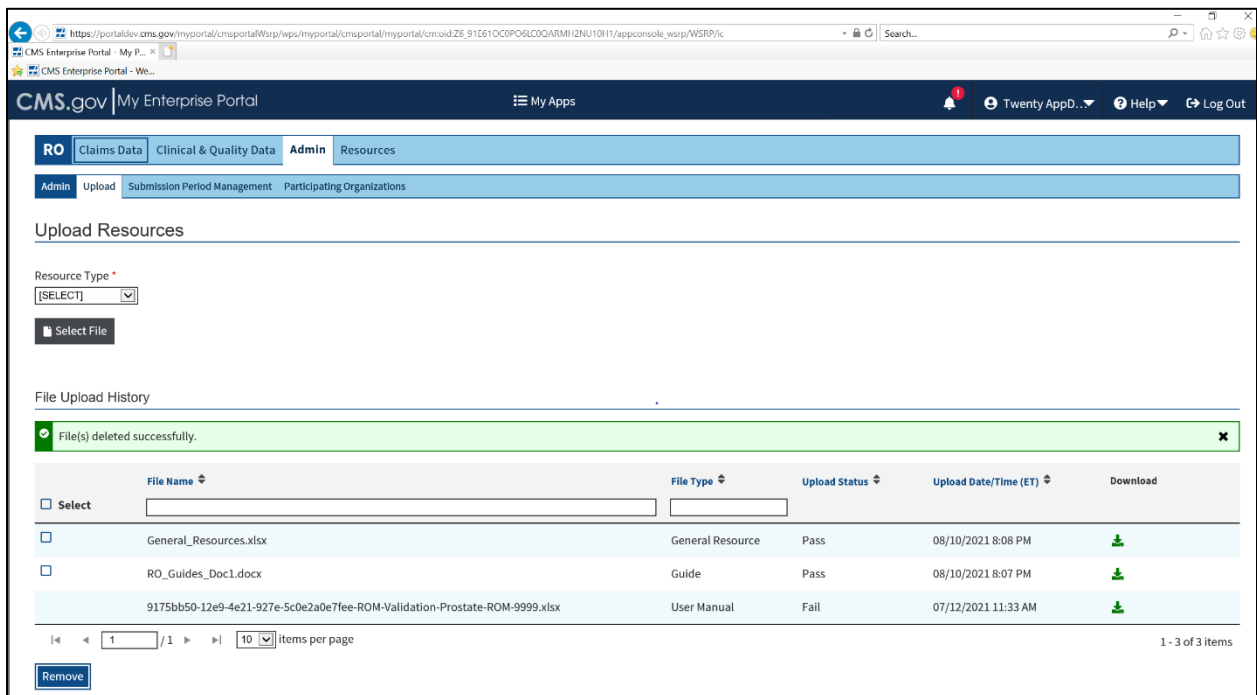 https://portaldev.cms.gov/myportal/cmsportalWsrp/wps/myportal/cmsportal/myportal/cm:oid:Z6_91E61OC0PO6LC0QARMH2NU10H1/appconsole_wsrp/WSRP/ic Search...
CMS Enterprise Portal - My P...
CMS Enterprise Portal - We...
CMS.gov My Enterprise Portal My Apps ! Twenty AppD... Help Log Out
RO Claims Data Clinical & Quality Data Admin Resources
Admin Upload Submission Period Management Participating Organizations
Upload Resources
Resource Type *
[SELECT]
Select File
File Upload History
File(s) deleted successfully.
File Name File Type Upload Status Upload Date/Time (ET) Download
Select
General_Resources.xlsx General Resource Pass 08/10/2021 8:08 PM
RO_Guides_Doc1.docx Guide Pass 08/10/2021 8:07 PM
9175bb50-12e9-4e21-927e-5c0e2a0e7fee-ROM-Validation-Prostate-ROM-9999.xlsx User Manual Fail 07/12/2021 11:33 AM
1 / 1 10 items per page 1 - 3 of 3 items
Remove